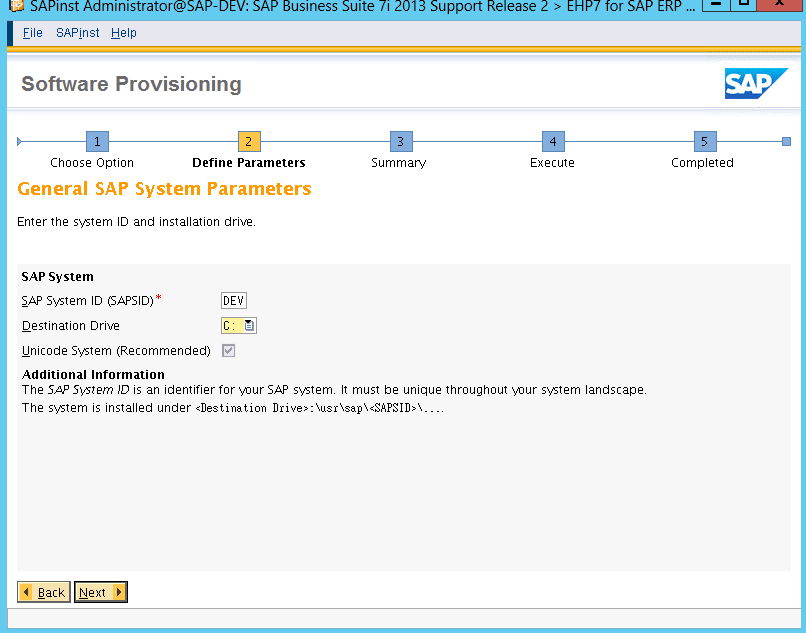 SAPinst Administrator@SAP-DEV: SAP Business Suite 7i 2013 Support Release 2 > EHP7 for SAP ERP ...
File SAPinst Help
Software Provisioning
SAP
1 2 3 4 5
Choose Option Define Parameters Summary Execute Completed
General SAP System Parameters
Enter the system ID and installation drive.
SAP System
SAP System ID (SAPSID)* DEV
Destination Drive C:
Unicode System (Recommended)
Additional Information
The SAP System ID is an identifier for your SAP system. It must be unique throughout your system landscape.
The system is installed under <Destination Drive>:\usr\sap\<SAPSID>\....
Back Next